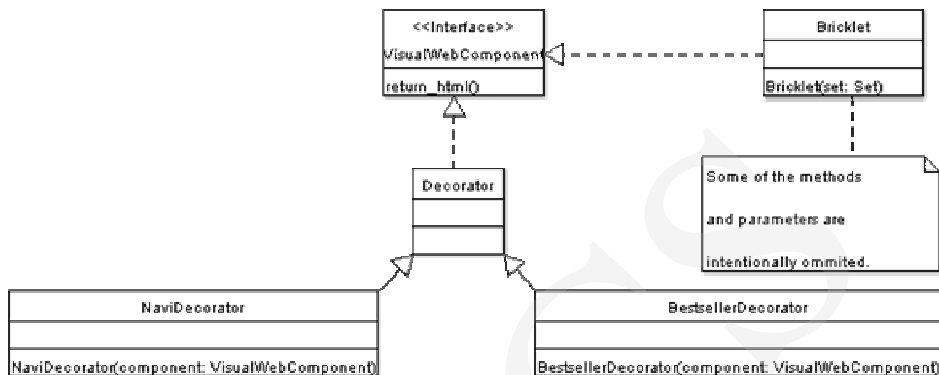 <<Interface>>
VisualWebComponent
return_html()
Bricklet
Bricklet(set: Set)
Some of the methods
and parameters are
intentionally ommited.
Decorator
NaviDecorator
NaviDecorator(component: VisualWebComponent)
BestsellerDecorator
BestsellerDecorator(component: VisualWebComponent)